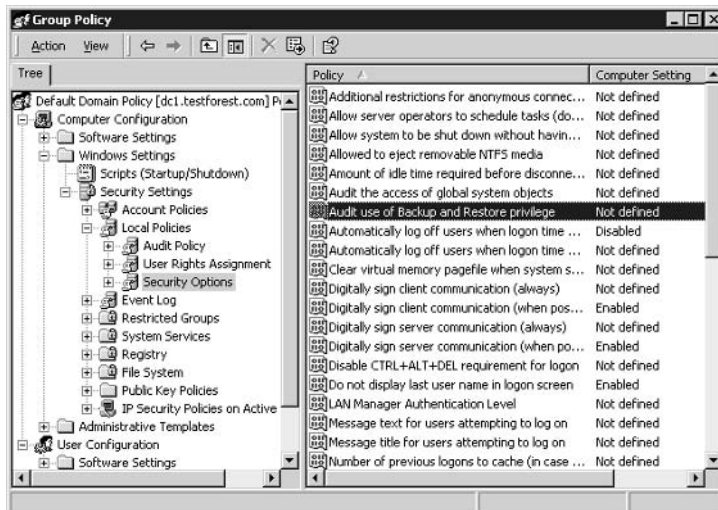 Group Policy
Action View
Tree
Default Domain Policy [dc1.testforest.com] P
Computer Configuration
Software Settings
Windows Settings
Scripts (Startup/Shutdown)
Security Settings
Account Policies
Local Policies
Audit Policy
User Rights Assignment
Security Options
Event Log
Restricted Groups
System Services
Registry
File System
Public Key Policies
IP Security Policies on Active
Administrative Templates
User Configuration
Software Settings
Policy Computer Setting
Additional restrictions for anonymous connec... Not defined
Allow server operators to schedule tasks (do... Not defined
Allow system to be shut down without havin... Not defined
Allowed to eject removable NTFS media Not defined
Amount of idle time required before disconne... Not defined
Audit the access of global system objects Not defined
Audit use of Backup and Restore privilege Not defined
Automatically log off users when logon time ... Disabled
Automatically log off users when logon time ... Not defined
Clear virtual memory pagefile when system s... Not defined
Digitally sign client communication (always) Not defined
Digitally sign client communication (when pos... Enabled
Digitally sign server communication (always) Not defined
Digitally sign server communication (when po... Enabled
Disable CTRL+ALT+DEL requirement for logon Not defined
Do not display last user name in logon screen Enabled
LAN Manager Authentication Level Not defined
Message text for users attempting to log on Not defined
Message title for users attempting to log on Not defined
Number of previous logons to cache (in case ... Not defined